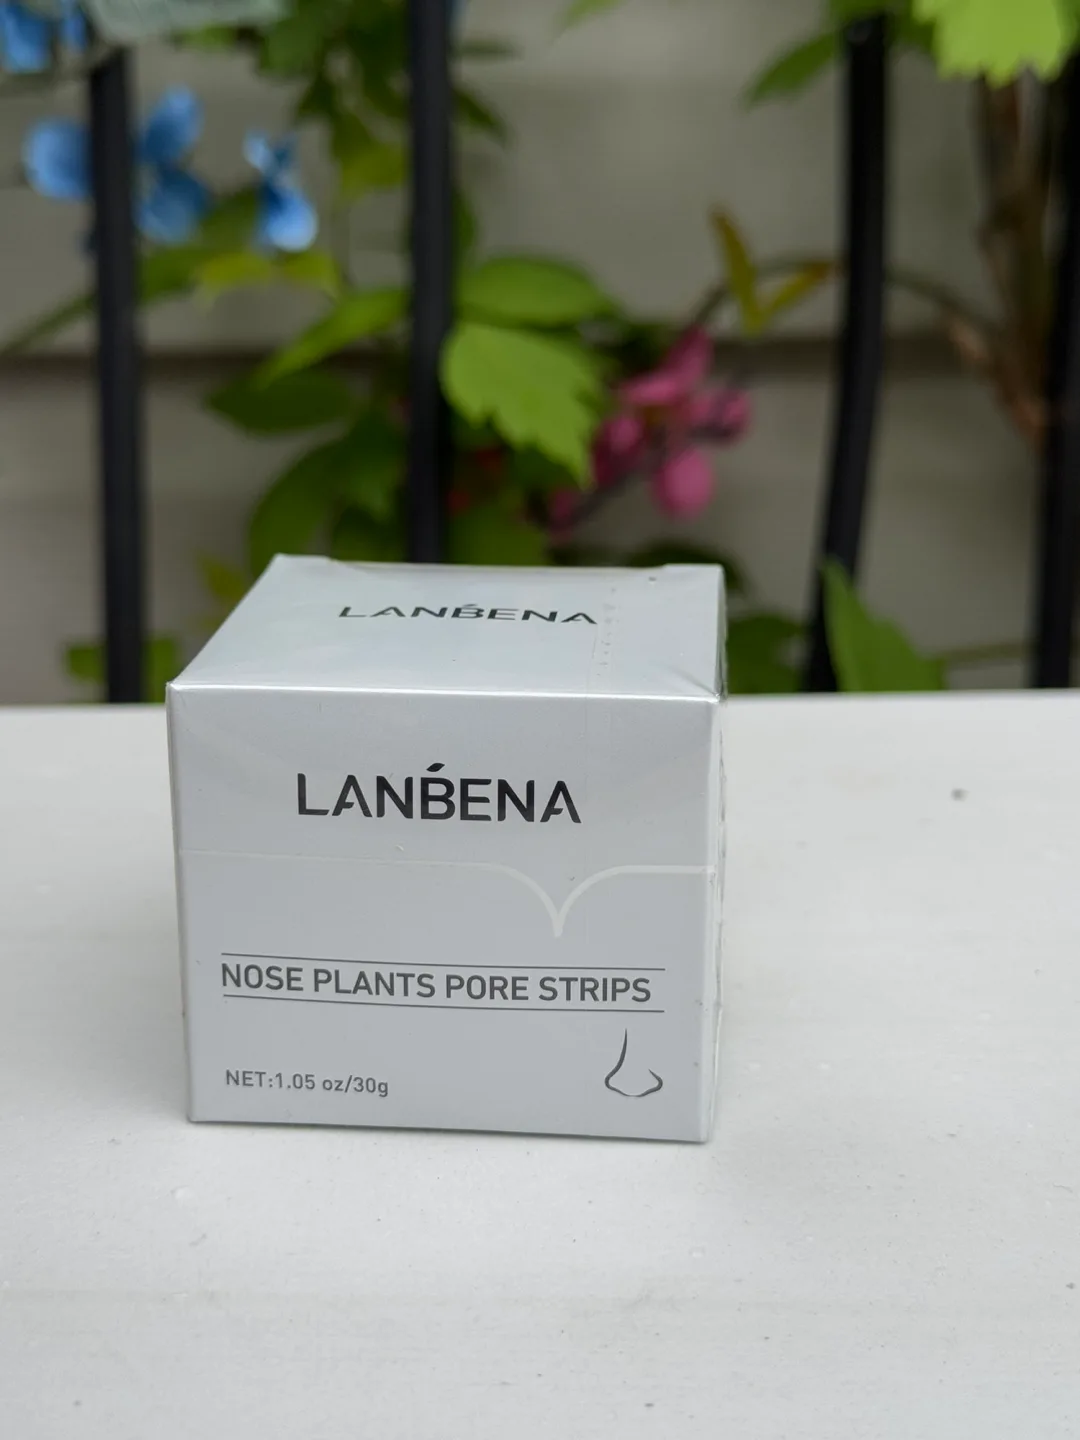 LANBENA
LANBENA
NOSE PLANTS PORE STRIPS
NET:1.05 oz/30g